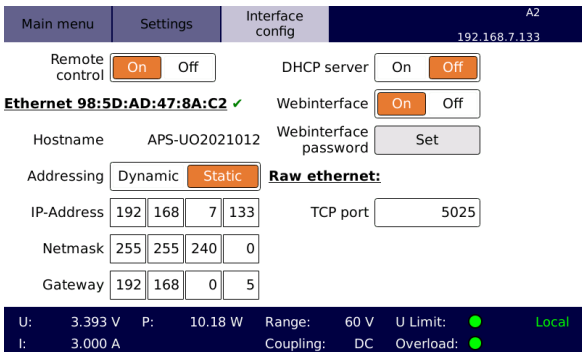 Main menu Settings Interface config A2
192.168.7.133
Remote control On Off DHCP server On Off
Ethernet 98:5D:AD:47:8A:C2 ✓ Webinterface On Off
Hostname APS-UO2021012 Webinterface password Set
Addressing Dynamic Static Raw ethernet:
IP-Address 192 168 7 133 TCP port 5025
Netmask 255 255 240 0
Gateway 192 168 0 5
U: 3.393 V P: 10.18 W Range: 60 V U Limit: Local
I: 3.000 A Coupling: DC Overload: